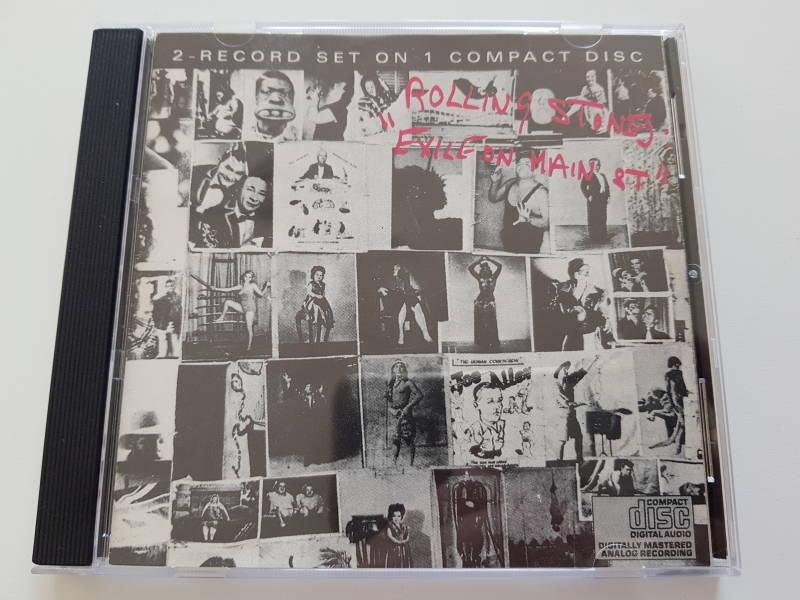 2-RECORD SET ON 1 COMPACT DISC
ROLLING STONES.
"EXILE ON MAIN ST"
"THE HUMAN CORKSCREW"
Joe Allen
COMPACT
disc
DIGITAL AUDIO
DIGITALLY MASTERED
ANALOG RECORDING